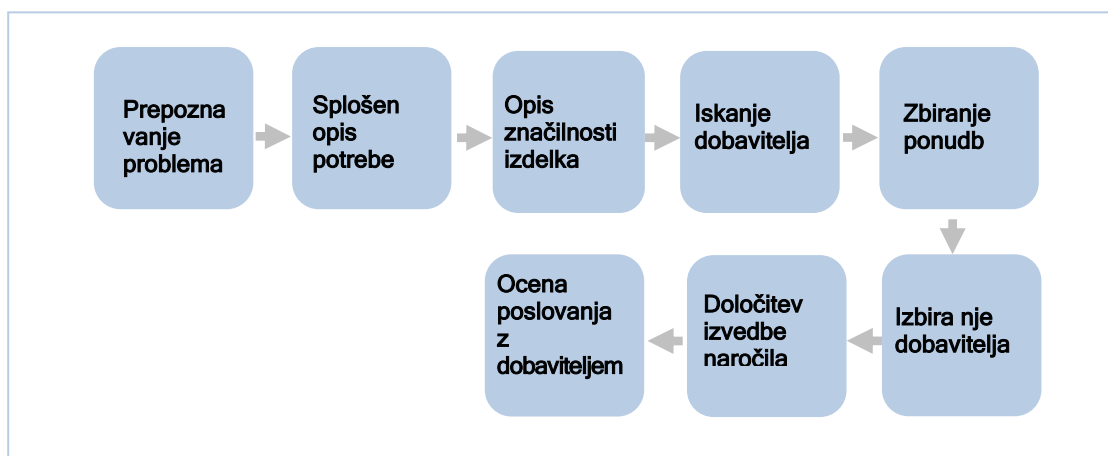 Prepozna
vanje
problema
Splošen
opis
potrebe
Opis
značilnosti
izdelka
Iskanje
dobavitelja
Zbiranje
ponudb
Izbira nje
dobavitelja
Določitev
izvedbe
naročila
Ocena
poslovanja
z
dobaviteljem